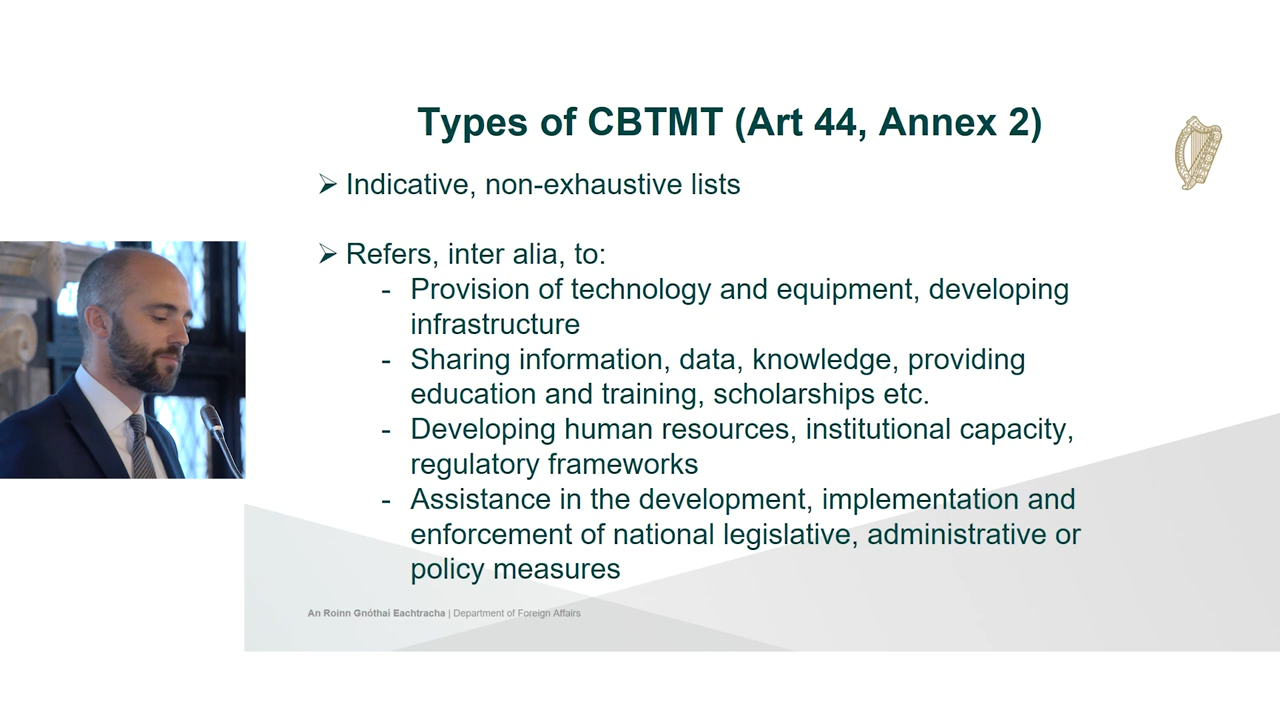 Types of CBTMT (Art 44, Annex 2)
➢ Indicative, non-exhaustive lists
➢ Refers, inter alia, to:
- Provision of technology and equipment, developing
infrastructure
- Sharing information, data, knowledge, providing
education and training, scholarships etc.
- Developing human resources, institutional capacity,
regulatory frameworks
- Assistance in the development, implementation and
enforcement of national legislative, administrative or
policy measures
An Roinn Gnóthaí Eachtracha | Department of Foreign Affairs